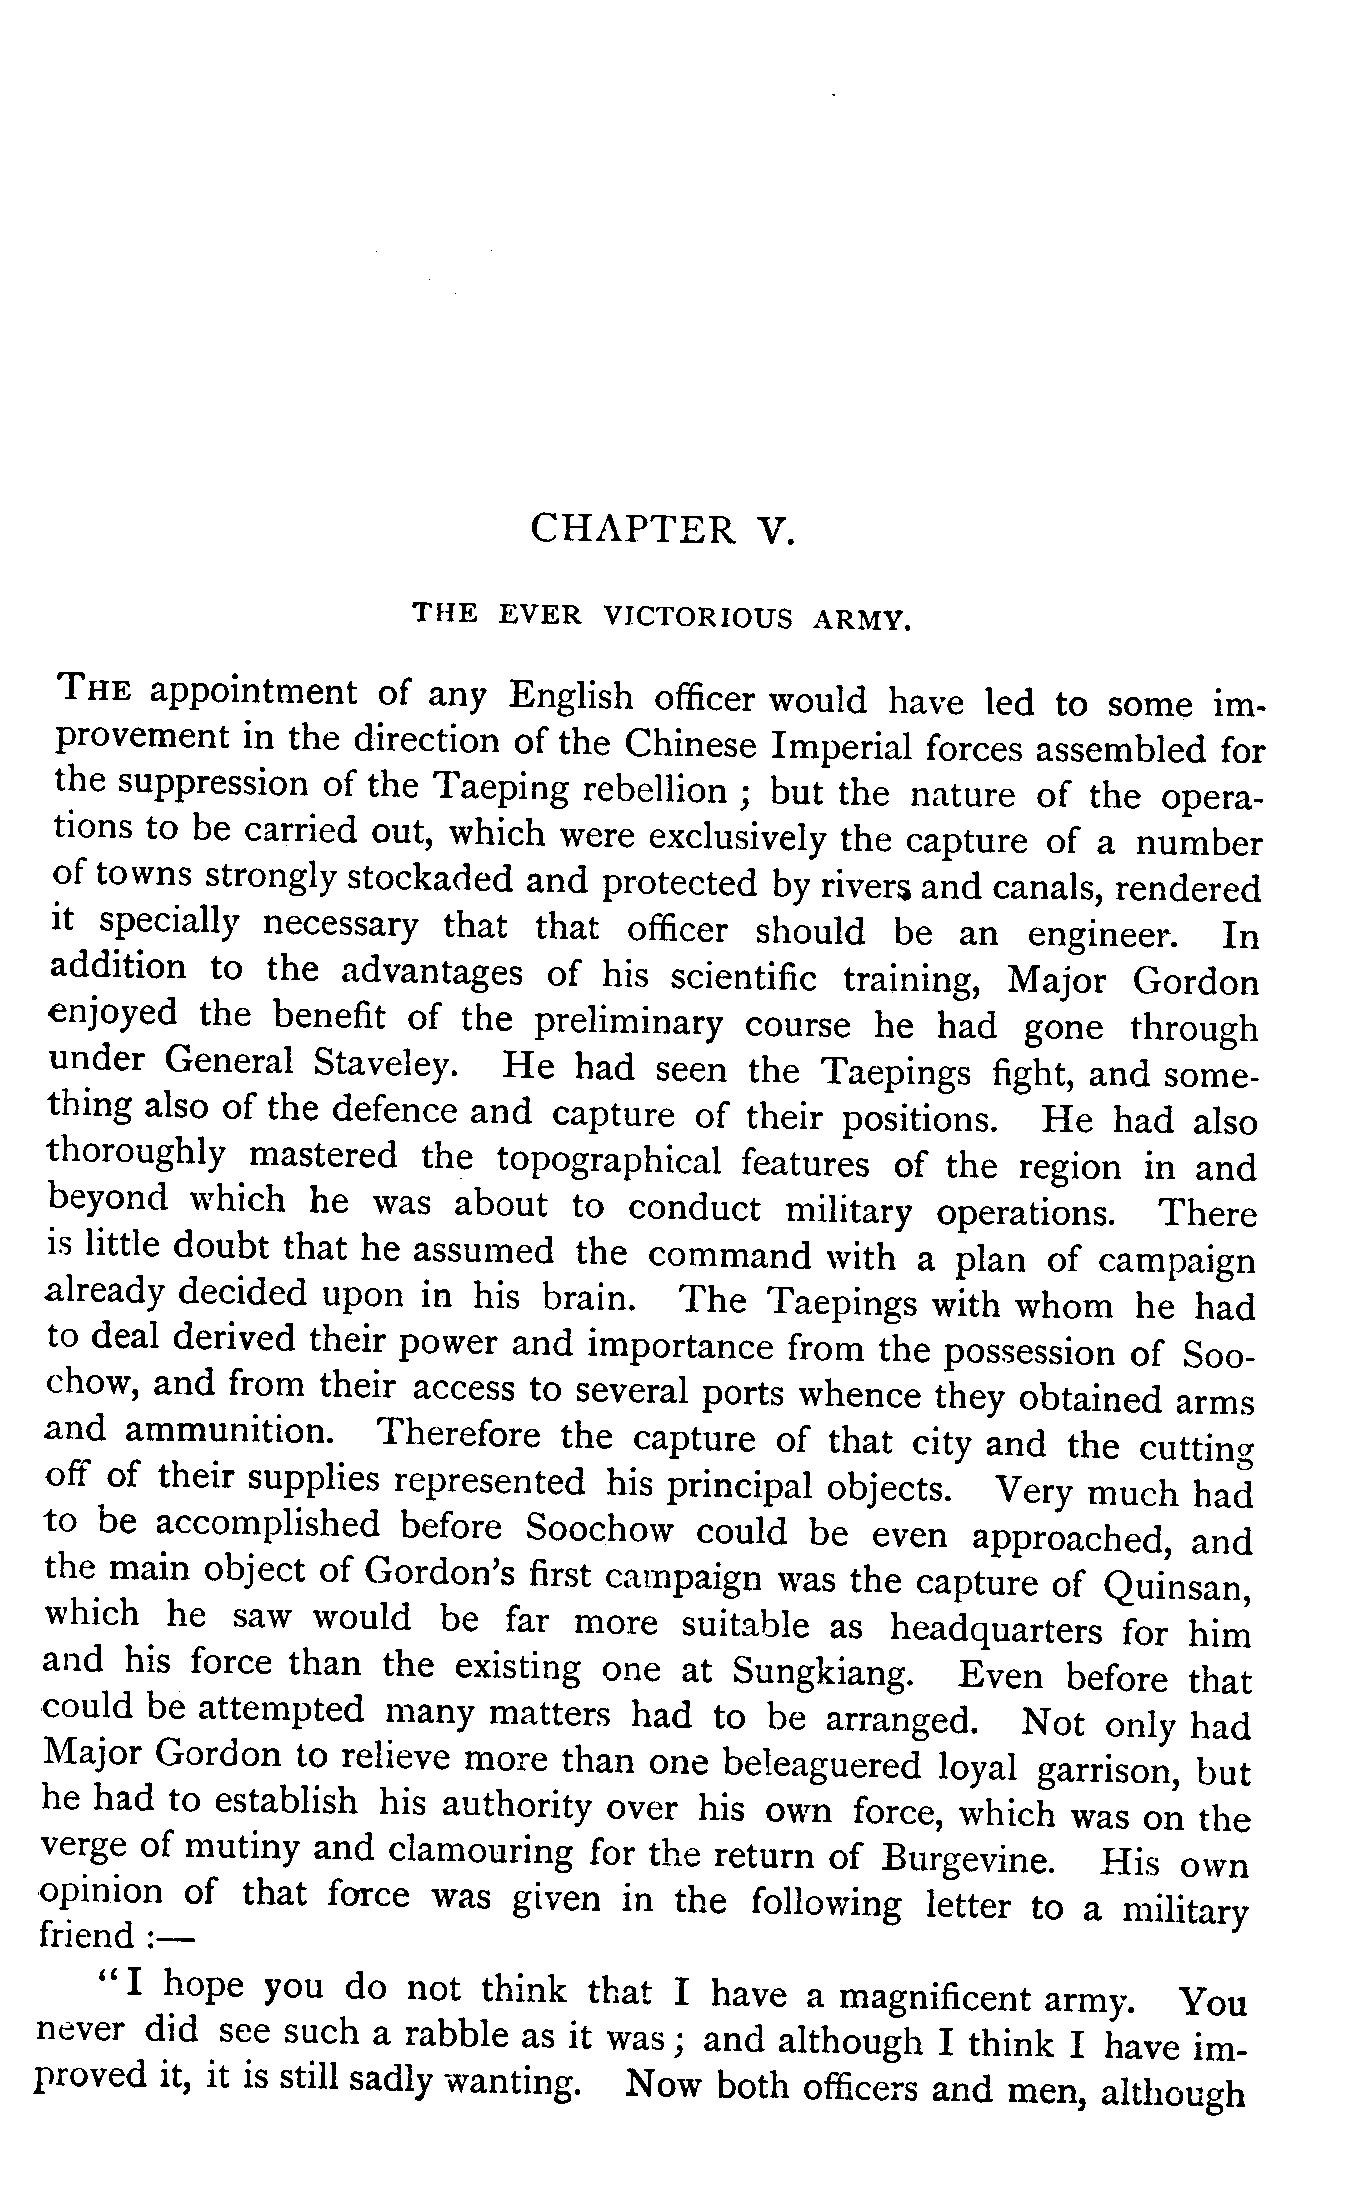 CHAPTER V.
THE EVER VICTORIOUS ARMY.
THE appointment of any English officer would have led to some im-
provement in the direction of the Chinese Imperial forces assembled for
the suppression of the Taeping rebellion ; but the nature of the opera-
tions to be carried out, which were exclusively the capture of a number
of towns strongly stockaded and protected by rivers and canals, rendered
it specially necessary that that officer should be an engineer. In
addition to the advantages of his scientific training, Major Gordon
enjoyed the benefit of the preliminary course he had gone through
under General Staveley. He had seen the Taepings fight, and some-
thing also of the defence and capture of their positions. He had also
thoroughly mastered the topographical features of the region in and
beyond which he was about to conduct military operations. There
is little doubt that he assumed the command with a plan of campaign
already decided upon in his brain. The Taepings with whom he had
to deal derived their power and importance from the possession of Soo-
chow, and from their access to several ports whence they obtained arms
and ammunition. Therefore the capture of that city and the cutting
off of their supplies represented his principal objects. Very much had
to be accomplished before Soochow could be even approached, and
the main object of Gordon's first campaign was the capture of Quinsan,
which he saw would be far more suitable as headquarters for him
and his force than the existing one at Sungkiang. Even before that
could be attempted many matters had to be arranged. Not only had
Major Gordon to relieve more than one beleaguered loyal garrison, but
he had to establish his authority over his own force, which was on the
verge of mutiny and clamouring for the return of Burgevine. His own
opinion of that force was given in the following letter to a military
friend :—
"I hope you do not think that I have a magnificent army. You
never did see such a rabble as it was ; and although I think I have im-
proved it, it is still sadly wanting. Now both officers and men, although